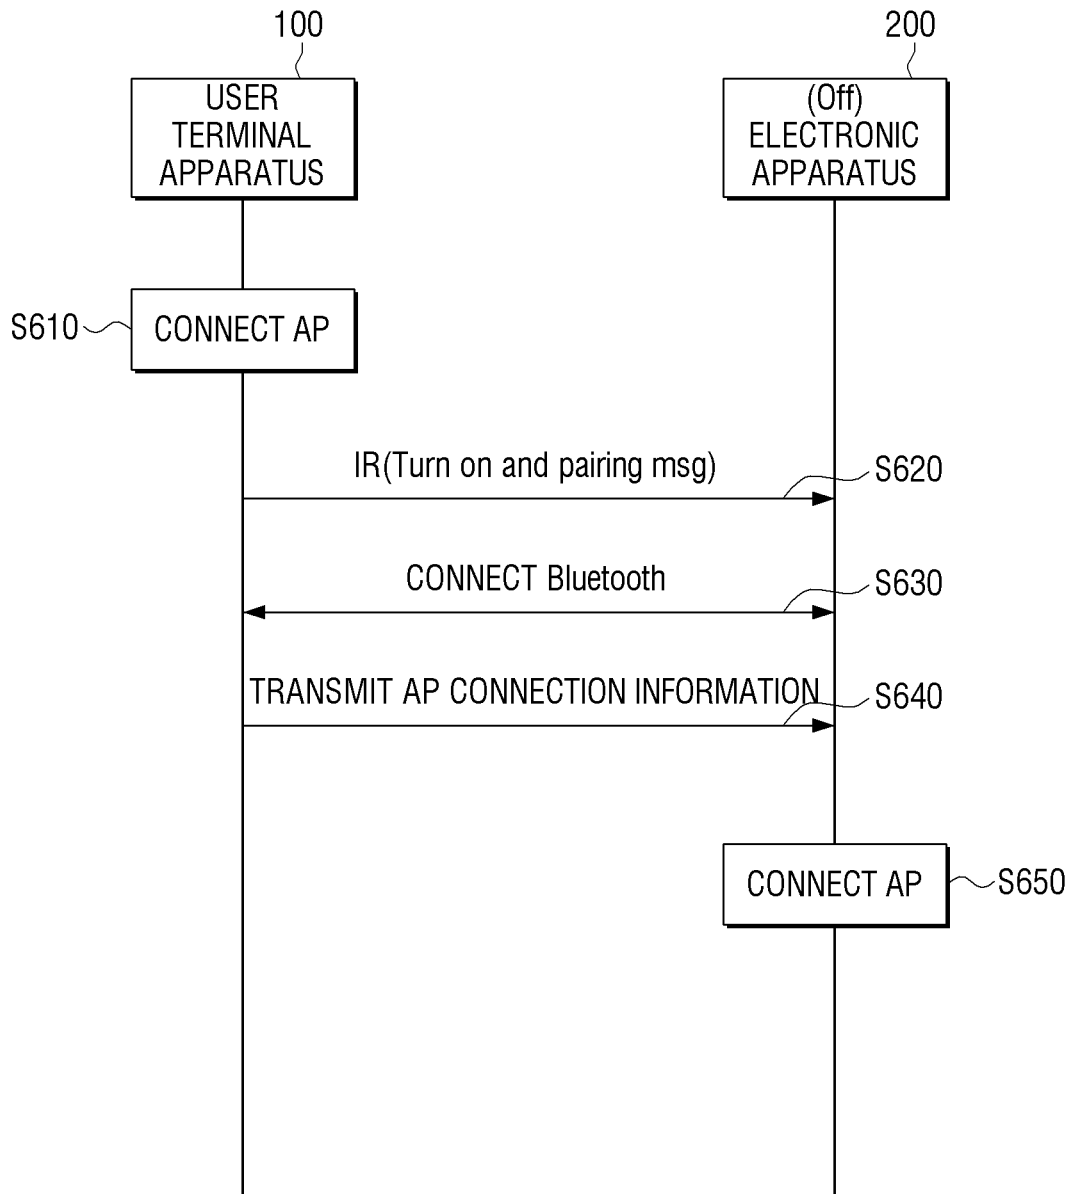 100
200
USER
TERMINAL
APPARATUS
(Off)
ELECTRONIC
APPARATUS
S610
CONNECT AP
IR(Turn on and pairing msg)
S620
CONNECT Bluetooth
S630
TRANSMIT AP CONNECTION INFORMATION
S640
CONNECT AP
S650